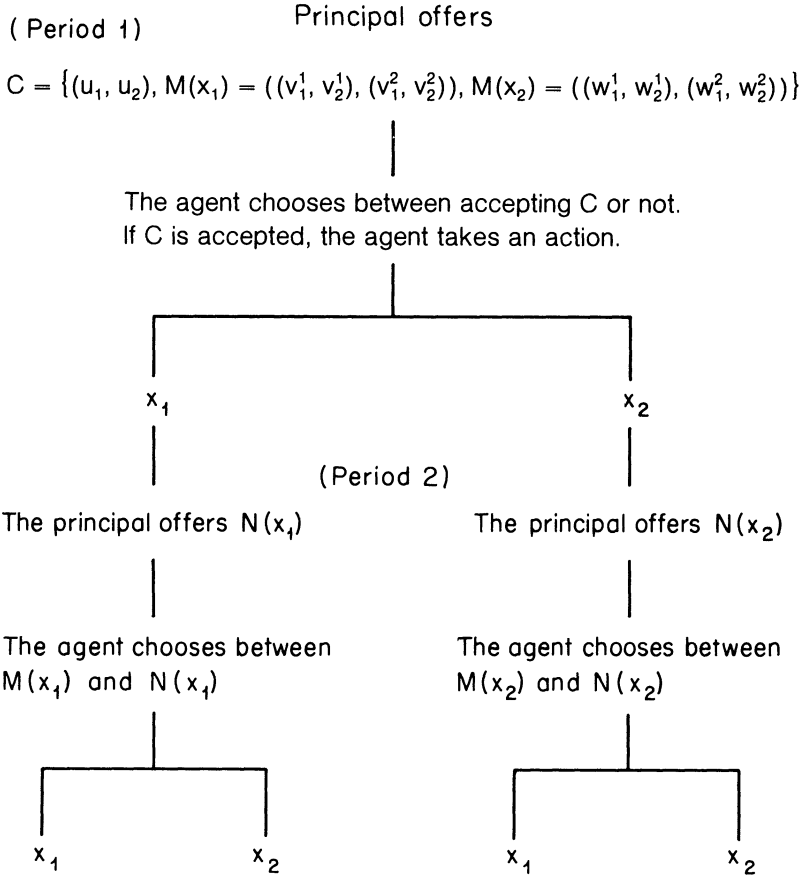 Principal offers
(Period 1)
C = {(u₁, u₂), M(x₁) = ((v₁¹, v₂¹), (v₁², v₂²)), M(x₂) = ((w₁¹, w₂¹), (w₁², w₂²))}
The agent chooses between accepting C or not.
If C is accepted, the agent takes an action.
x₁ x₂
(Period 2)
The principal offers N(x₁) The principal offers N(x₂)
The agent chooses between The agent chooses between
M(x₁) and N(x₁) M(x₂) and N(x₂)
x₁ x₂ x₁ x₂